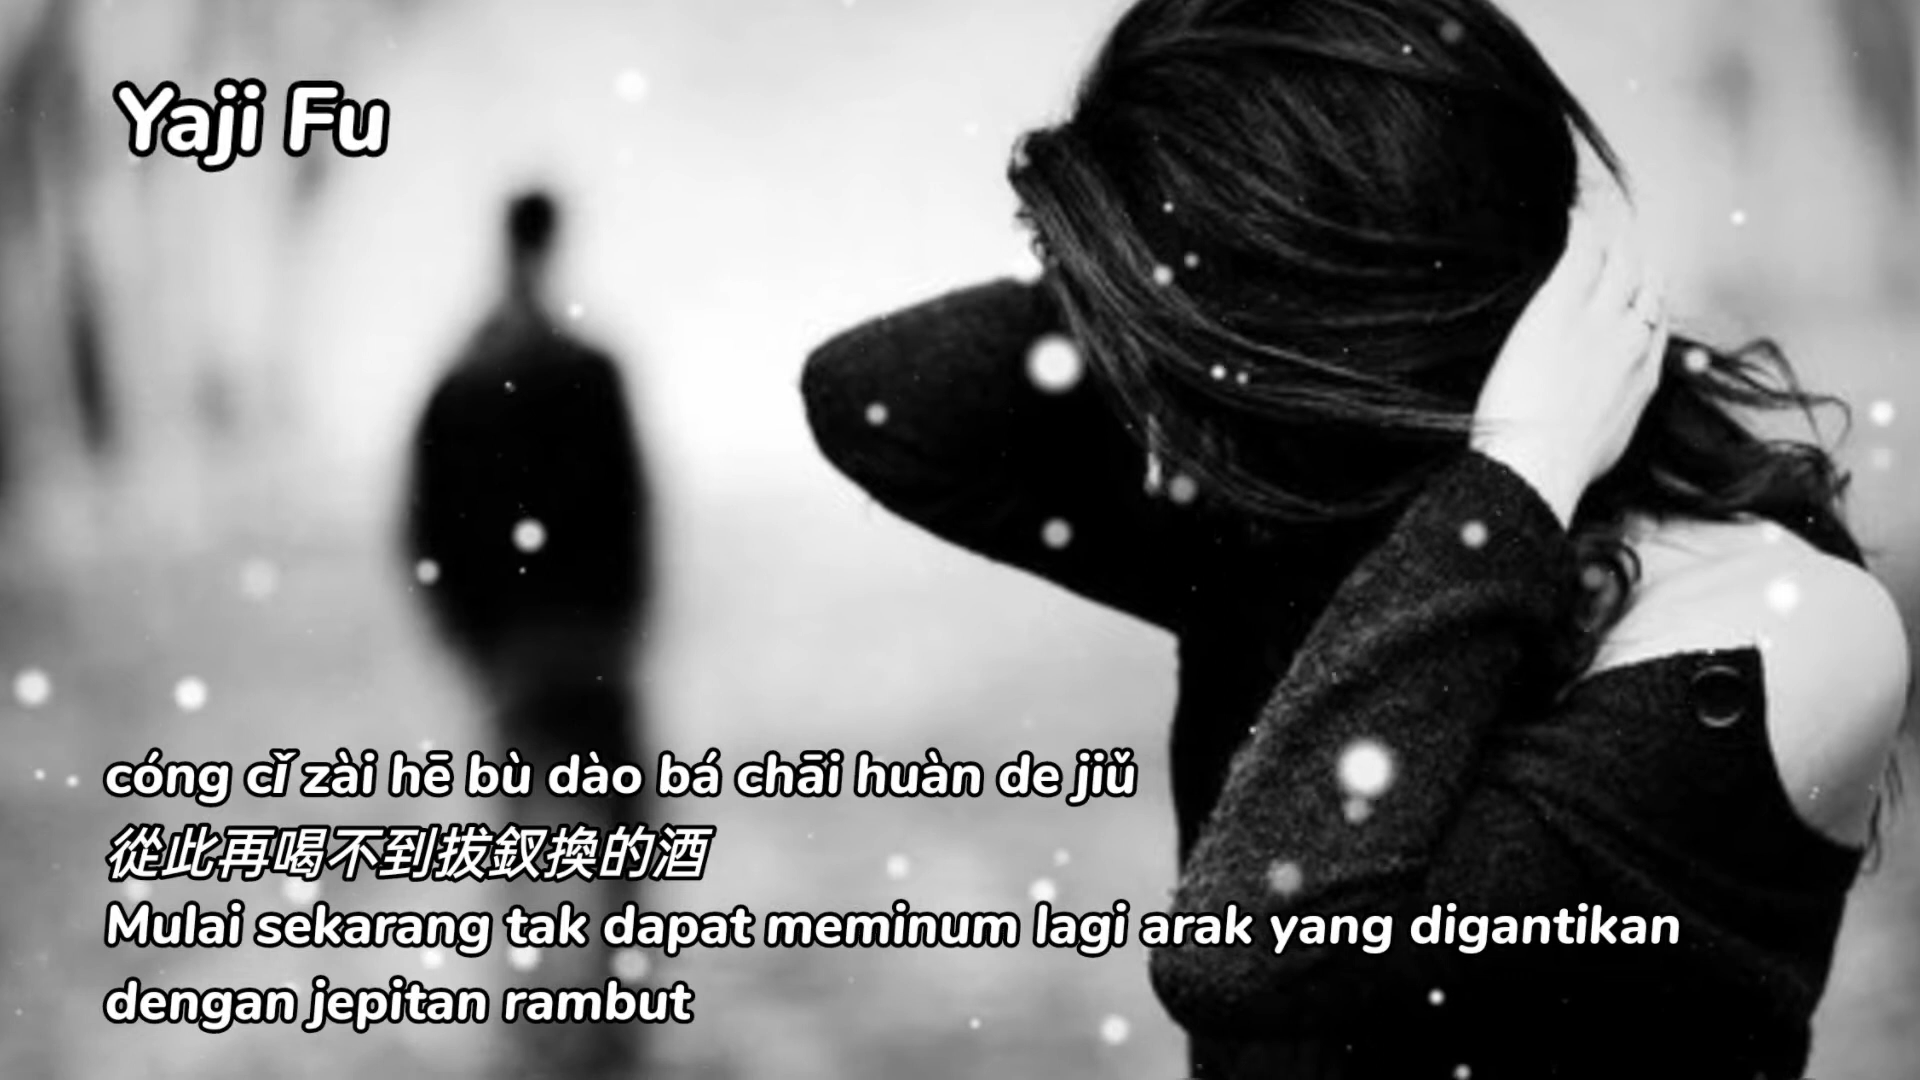 Yaji Fu
cóng cǐ zài hē bù dào bá chāi huàn de jiǔ
從此再喝不到拔釵換的酒
Mulai sekarang tak dapat meminum lagi arak yang digantikan
dengan jepitan rambut